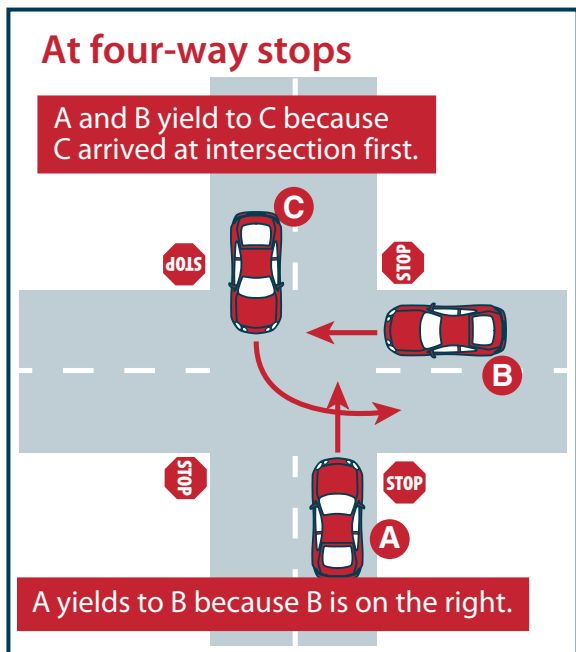 At four-way stops
A and B yield to C because
C arrived at intersection first.
C
STOP
STOP
B
STOP
STOP
A
A yields to B because B is on the right.